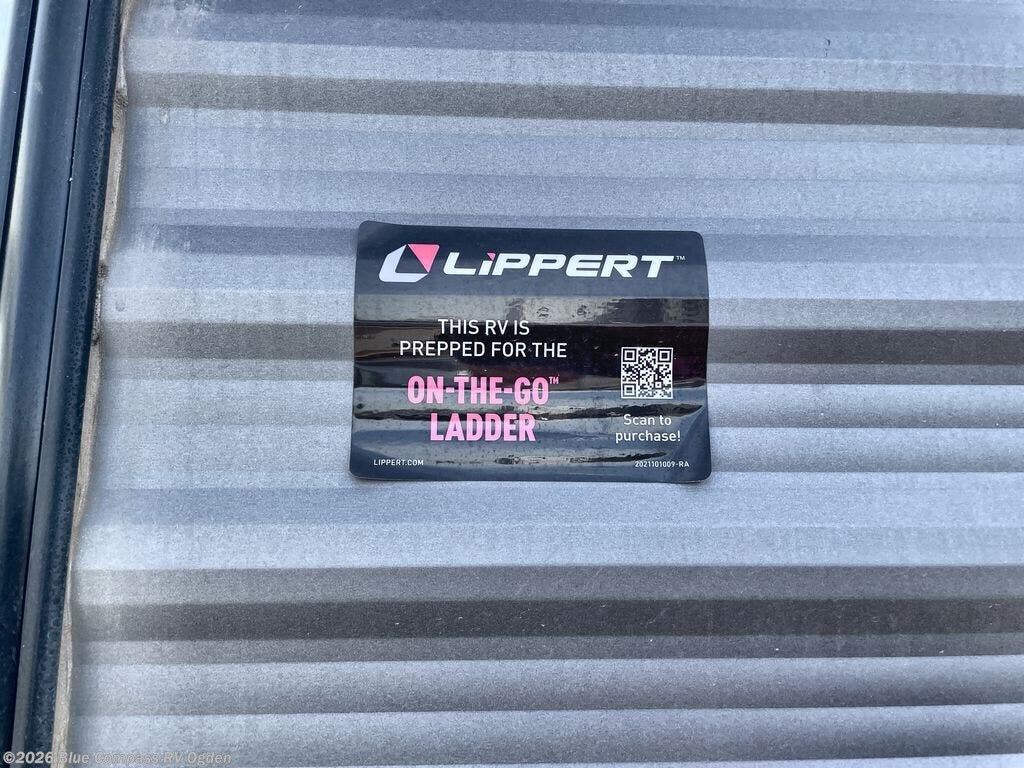 LiPPERT™
THIS RV IS
PREPPED FOR THE
ON-THE-GO™
LADDER
Scan to
purchase!
LIPPERT.COM
2021101009-RA
©2026 Blue Compass RV Ogden